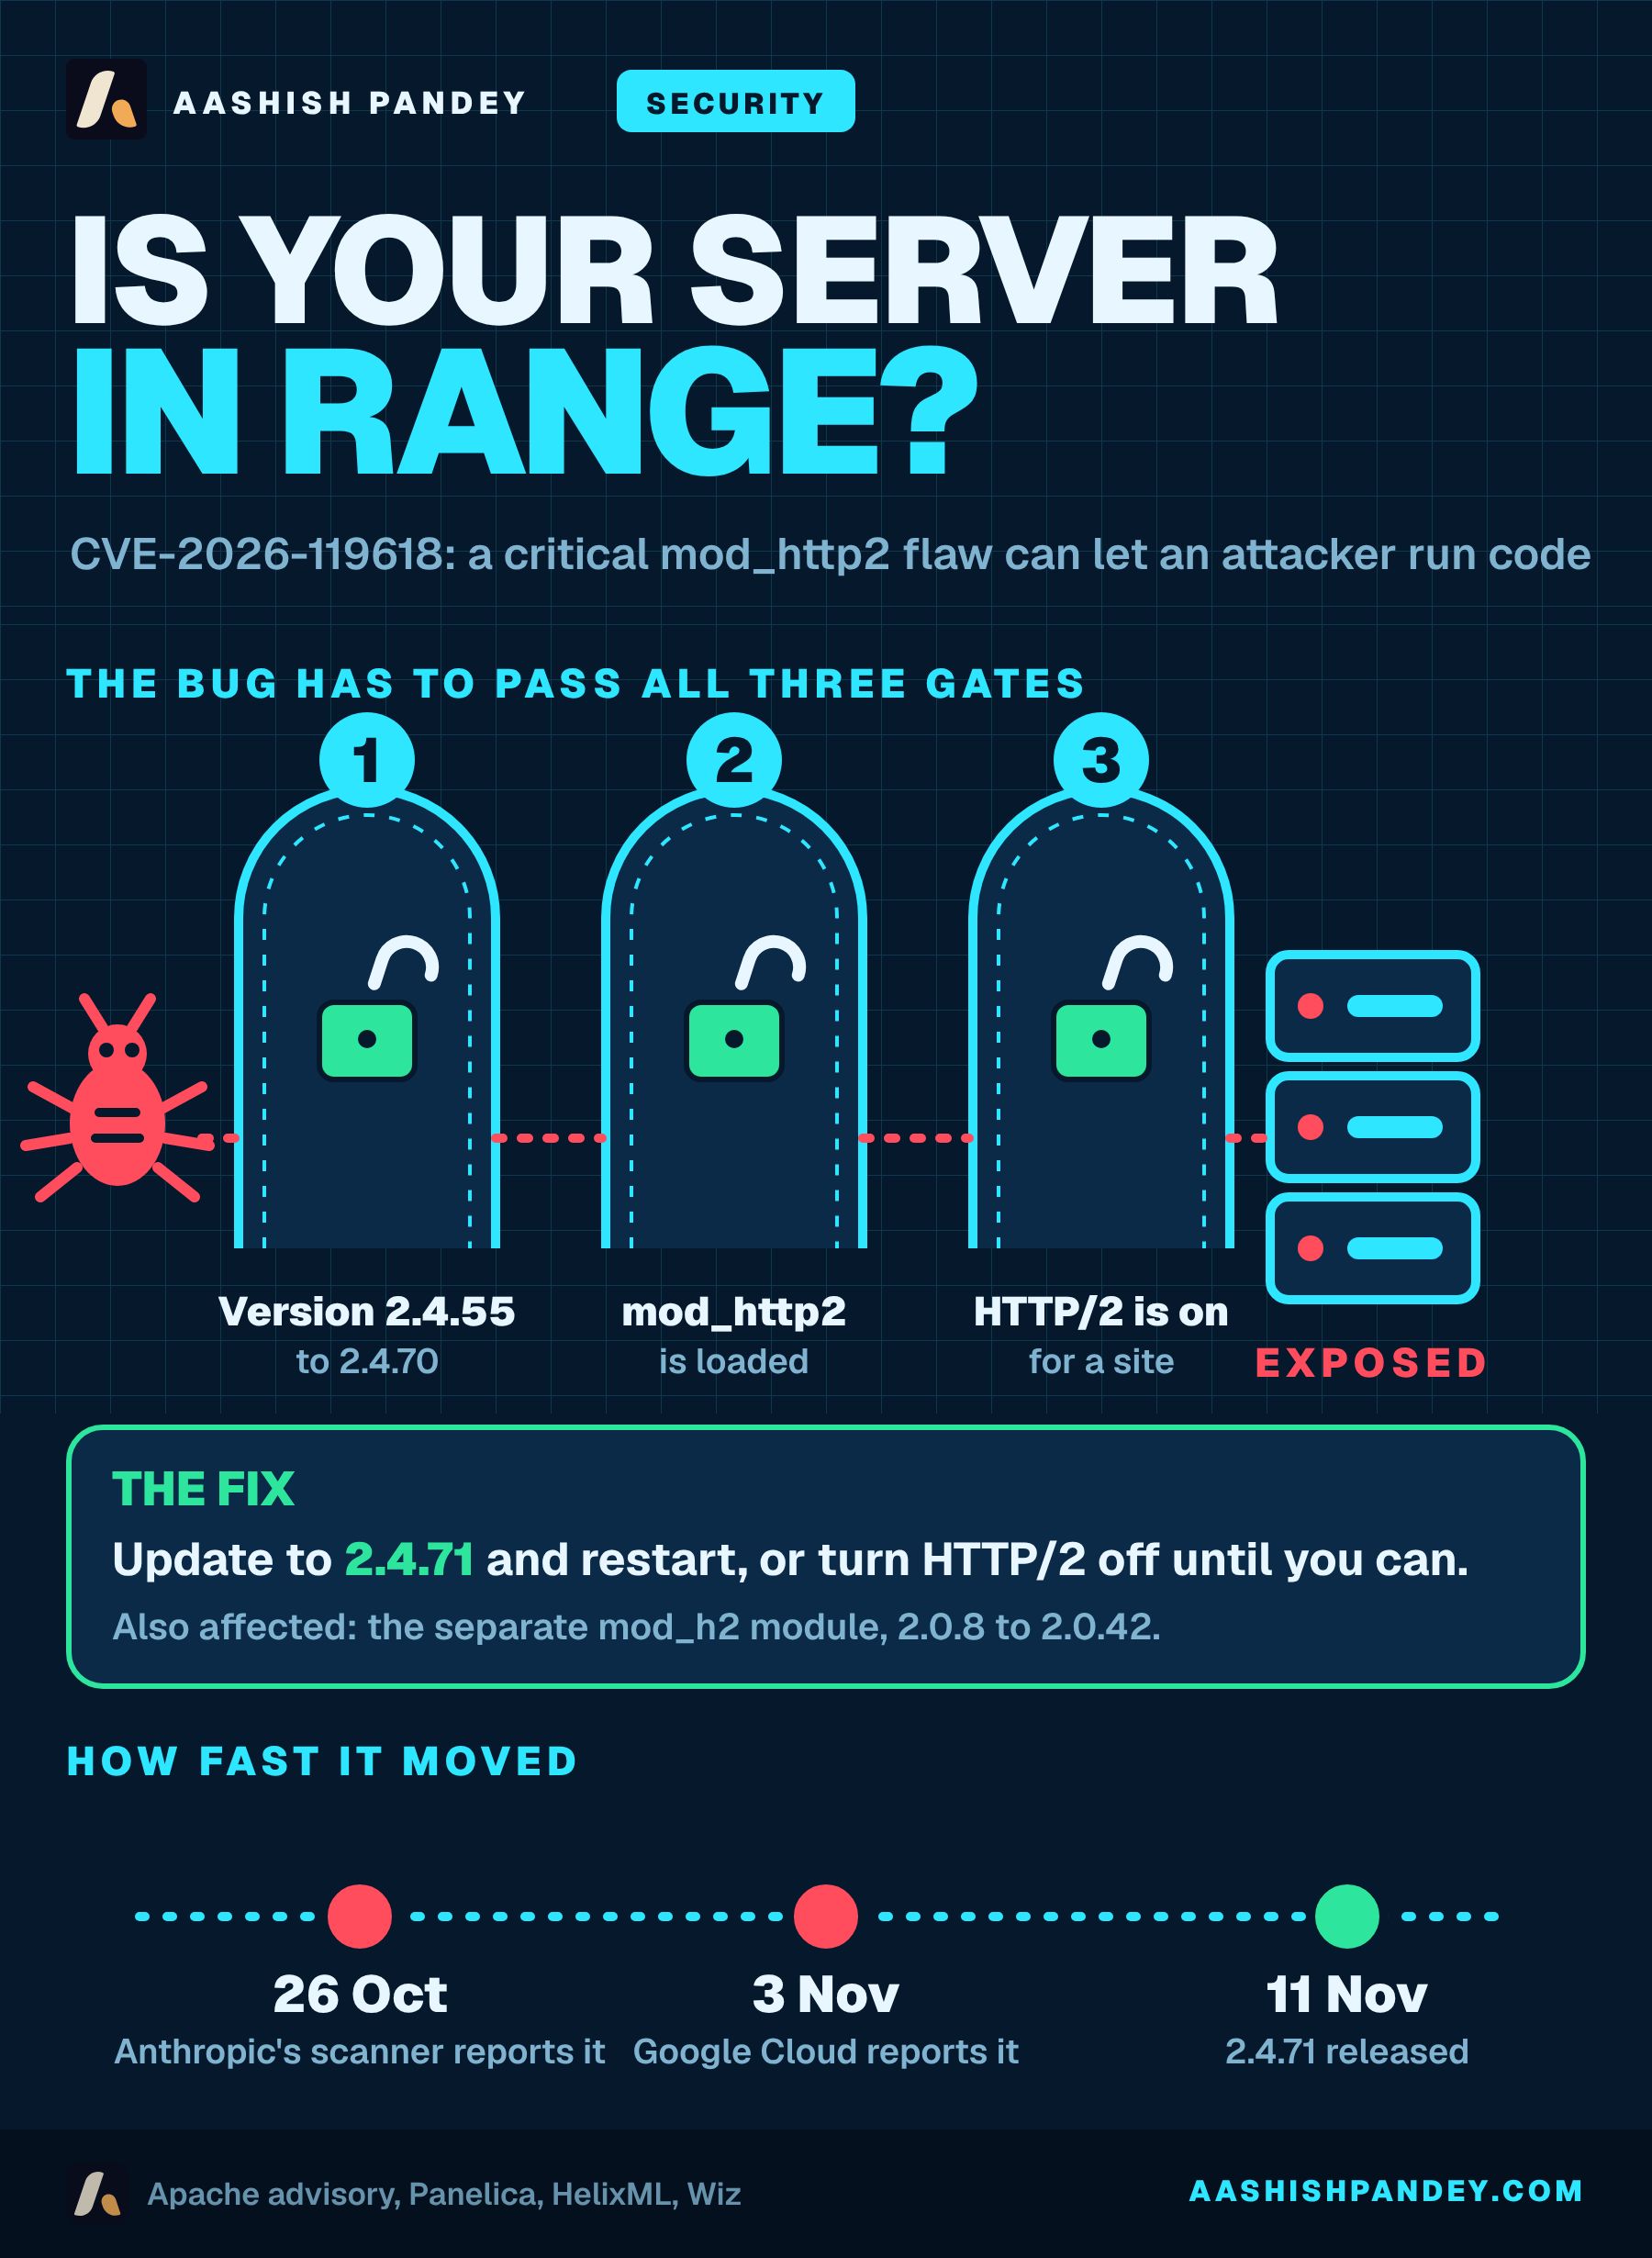 AASHISH PANDEY
SECURITY
IS YOUR SERVER
IN RANGE?
CVE-2026-119618: a critical mod_http2 flaw can let an attacker run code
THE BUG HAS TO PASS ALL THREE GATES
1
2
3
Version 2.4.55
to 2.4.70
mod_http2
is loaded
HTTP/2 is on
for a site
EXPOSED
THE FIX
Update to 2.4.71 and restart, or turn HTTP/2 off until you can.
Also affected: the separate mod_h2 module, 2.0.8 to 2.0.42.
HOW FAST IT MOVED
26 Oct
Anthropic's scanner reports it
3 Nov
Google Cloud reports it
11 Nov
2.4.71 released
Apache advisory, Panelica, HelixML, Wiz
AASHISHPANDEY.COM